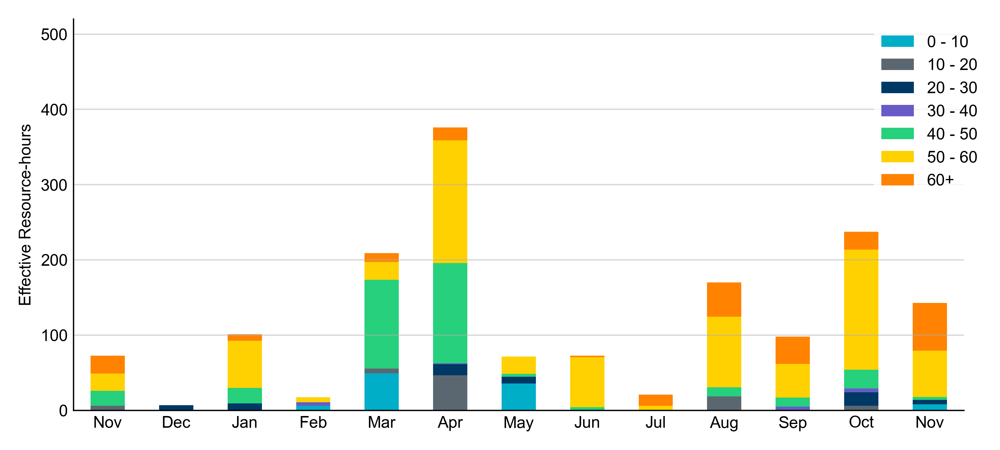 500
400
300
200
100
0
Effective Resource-hours
Nov Dec Jan Feb Mar Apr May Jun Jul Aug Sep Oct Nov
0 - 10
10 - 20
20 - 30
30 - 40
40 - 50
50 - 60
60+